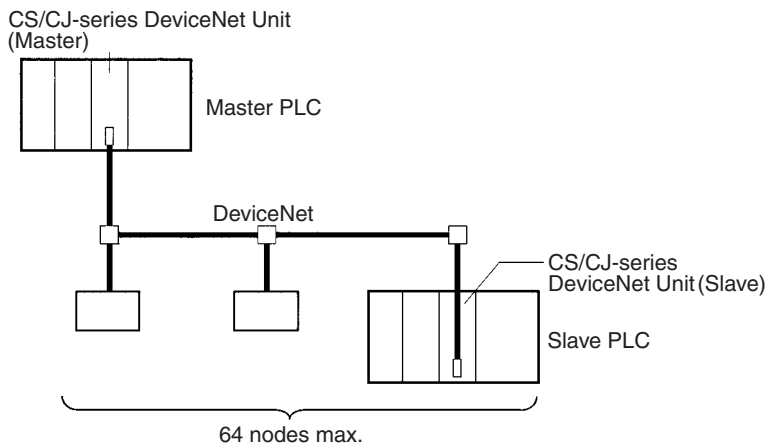 CS/CJ-series DeviceNet Unit
(Master)
Master PLC
DeviceNet
CS/CJ-series
DeviceNet Unit (Slave)
Slave PLC
64 nodes max.